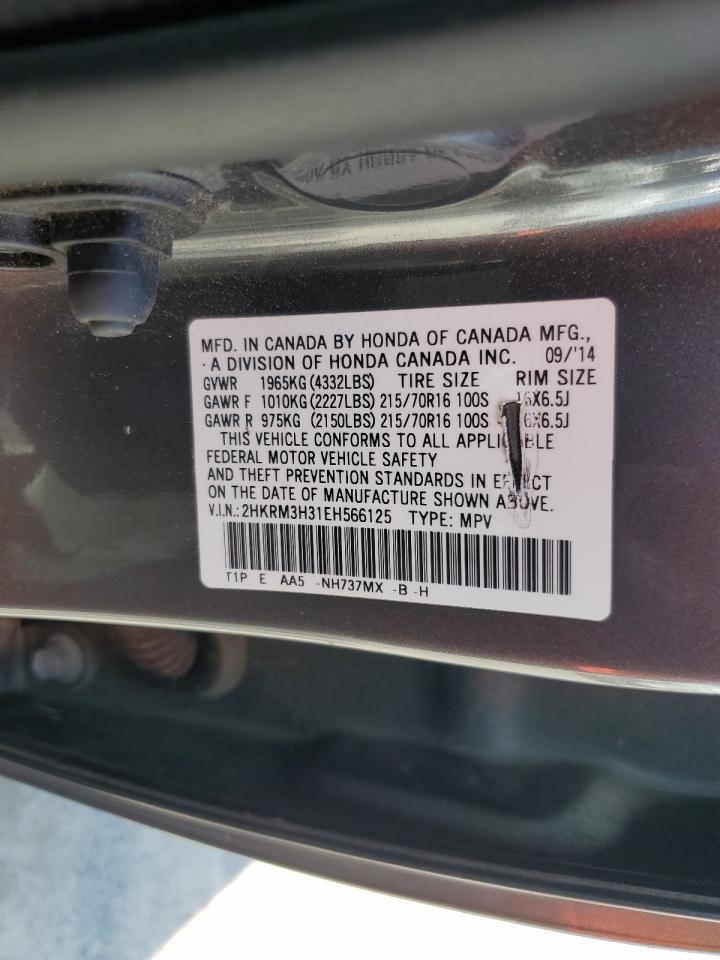 MFD. IN CANADA BY HONDA OF CANADA MFG.,
A DIVISION OF HONDA CANADA INC. 09/'14
GVWR 1965KG (4332LBS) TIRE SIZE RIM SIZE
GAWR F 1010KG (2227LBS) 215/70R16 100S 16X6.5J
GAWR R 975KG (2150LBS) 215/70R16 100S 6X6.5J
THIS VEHICLE CONFORMS TO ALL APPLICABLE
FEDERAL MOTOR VEHICLE SAFETY
AND THEFT PREVENTION STANDARDS IN EFFECT
ON THE DATE OF MANUFACTURE SHOWN ABOVE.
V.I.N.: 2HKRM3H31EH566125 TYPE: MPV
T1P E AA5 -NH737MX -B -H